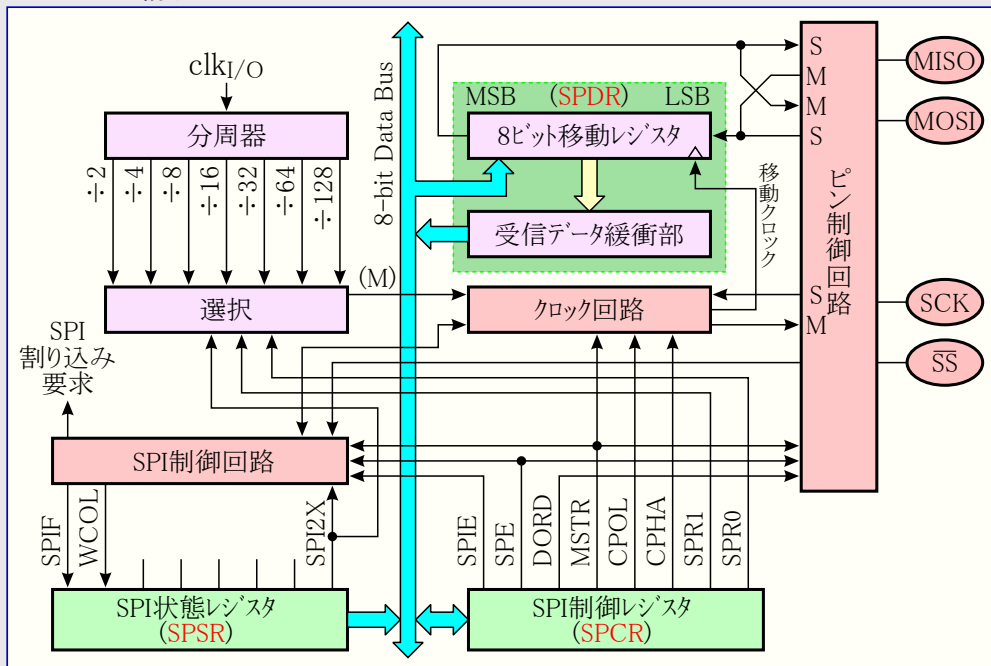 clkI/O
分周器
÷2
÷4
÷8
÷16
÷32
÷64
÷128
選択
(M)
8-bit Data Bus
MSB (SPDR) LSB
8ビット移動レジスタ
受信データ緩衝部
移動クロック
クロック回路
S
M
M
S
S
M
ピン制御回路
MISO
MOSI
SCK
SS
SPI
割り込み
要求
SPI制御回路
SPIF
WCOL
SPI2X
SPIE
SPE
DORD
MSTR
CPOL
CPHA
SPR1
SPR0
SPI状態レジスタ
(SPSR)
SPI制御レジスタ
(SPCR)